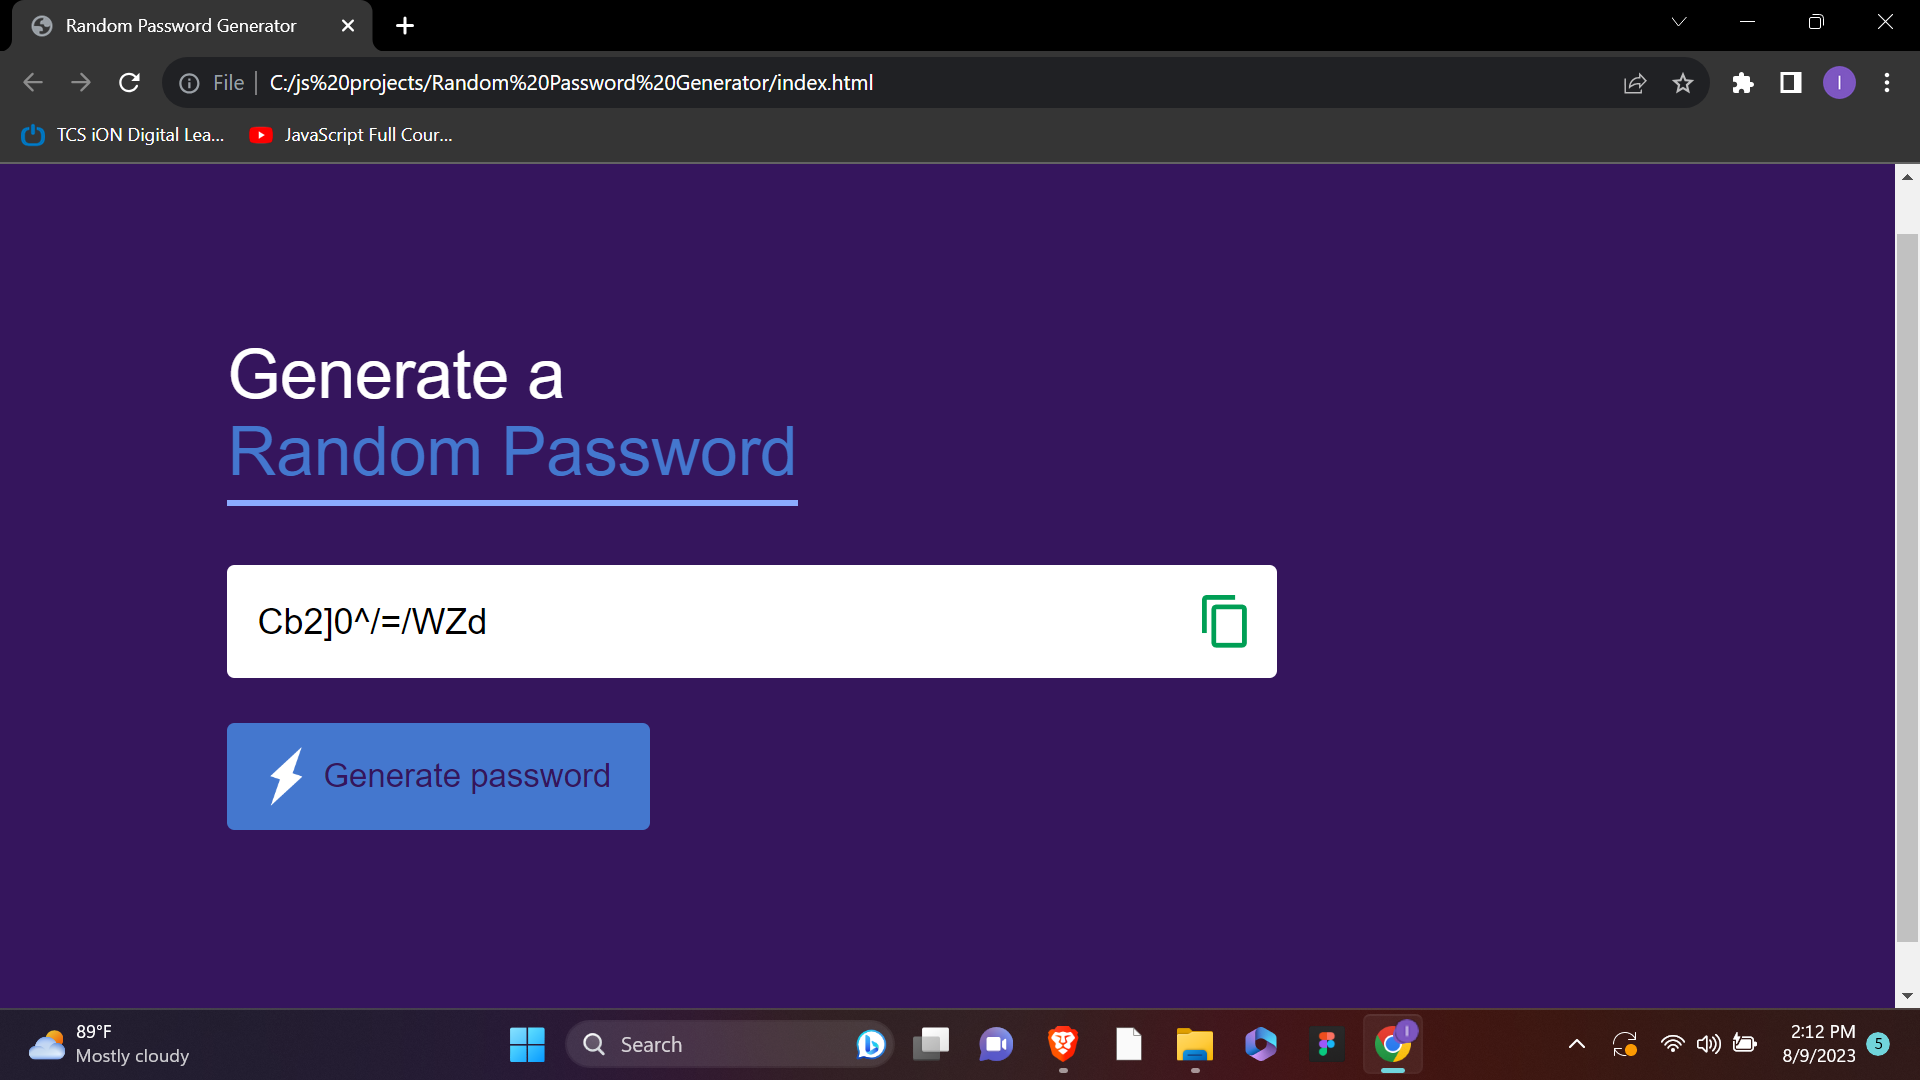 Random Password Generator
File
C:/js%20projects/Random%20Password%20Generator/index.html
I
TCS iON Digital Lea...
JavaScript Full Cour...
Generate a
Random Password
Cb2]0^/=/WZd
Generate password
89°F
Mostly cloudy
Search
I
2:12 PM
8/9/2023
5